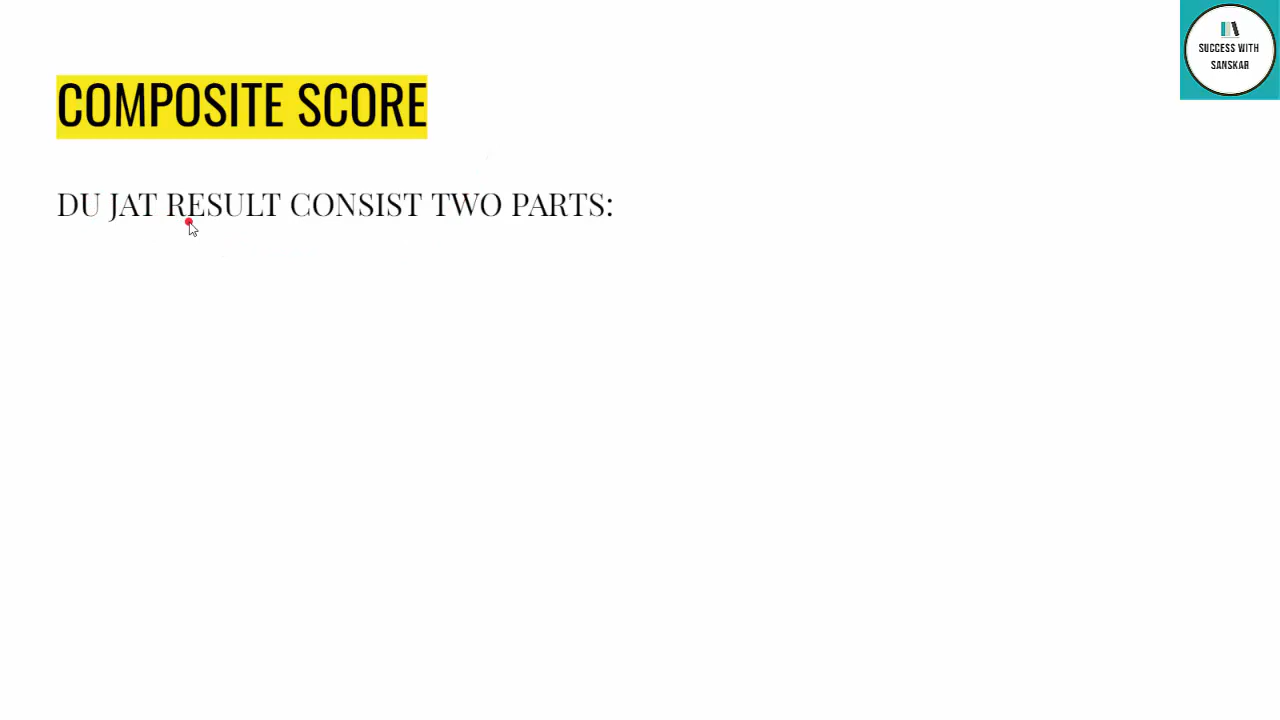 SUCCESS WITH
SANSKAR
COMPOSITE SCORE
DU JAT RESULT CONSIST TWO PARTS: